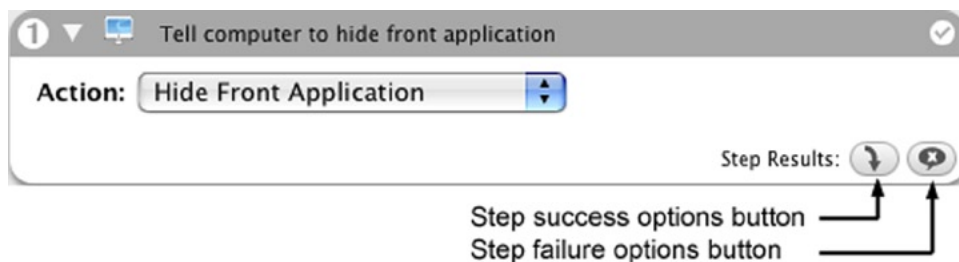 1 Tell computer to hide front application
Action: Hide Front Application
Step Results:
Step success options button
Step failure options button